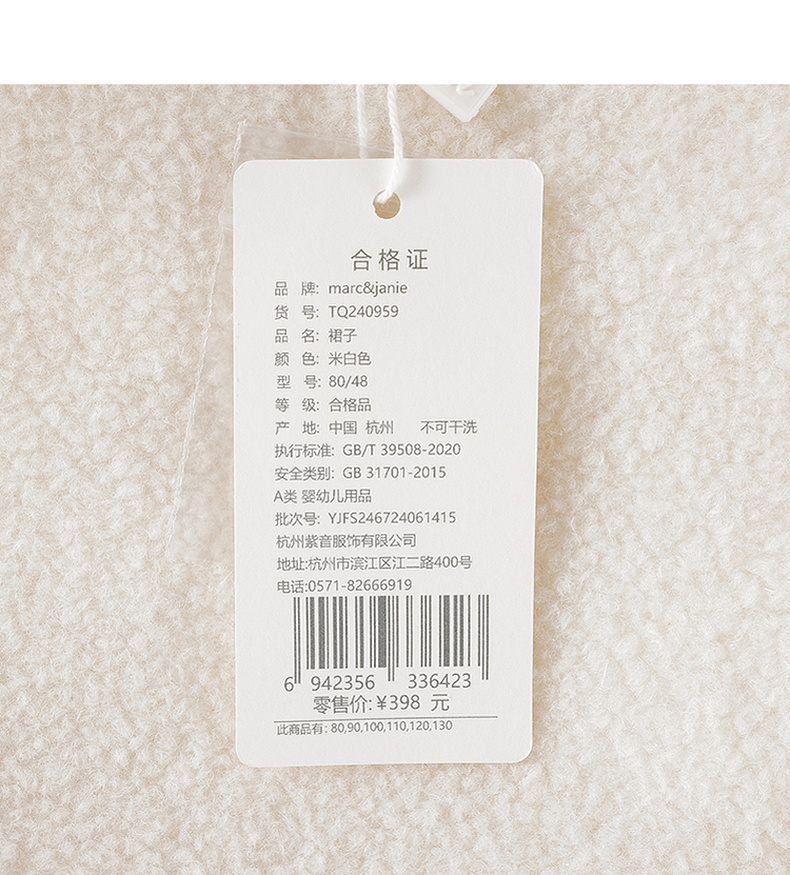 合格证
品 牌: marc&janie
货 号: TQ240959
品 名: 裙子
颜 色: 米白色
型 号: 80/48
等 级: 合格品
产 地: 中国 杭州 不可干洗
执行标准: GB/T 39508-2020
安全类别: GB 31701-2015
A类 婴幼儿用品
批次号: YJFS246724061415
杭州紫音服饰有限公司
地址:杭州市滨江区江二路400号
电话:0571-82666919
6 942356 336423
零售价:¥398 元
此商品有: 80,90,100,110,120,130